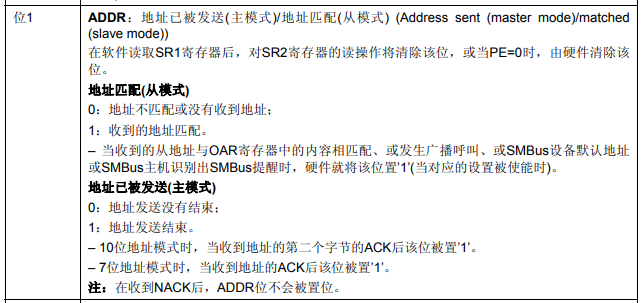 位1
ADDR：地址已被发送(主模式)/地址匹配(从模式) (Address sent (master mode)/matched
(slave mode))
在软件读取SR1寄存器后，对SR2寄存器的读操作将清除该位，或当PE=0时，由硬件清除该
位。
地址匹配(从模式)
0：地址不匹配或没有收到地址；
1：收到的地址匹配。
– 当收到的从地址与OAR寄存器中的内容相匹配、或发生广播呼叫、或SMBus设备默认地址
或SMBus主机识别出SMBus提醒时，硬件就将该位置’1’(当对应的设置被使能时)。
地址已被发送(主模式)
0：地址发送没有结束；
1：地址发送结束。
– 10位地址模式时，当收到地址的第二个字节的ACK后该位被置’1’。
– 7位地址模式时，当收到地址的ACK后该位被置’1’。
注：在收到NACK后，ADDR位不会被置位。